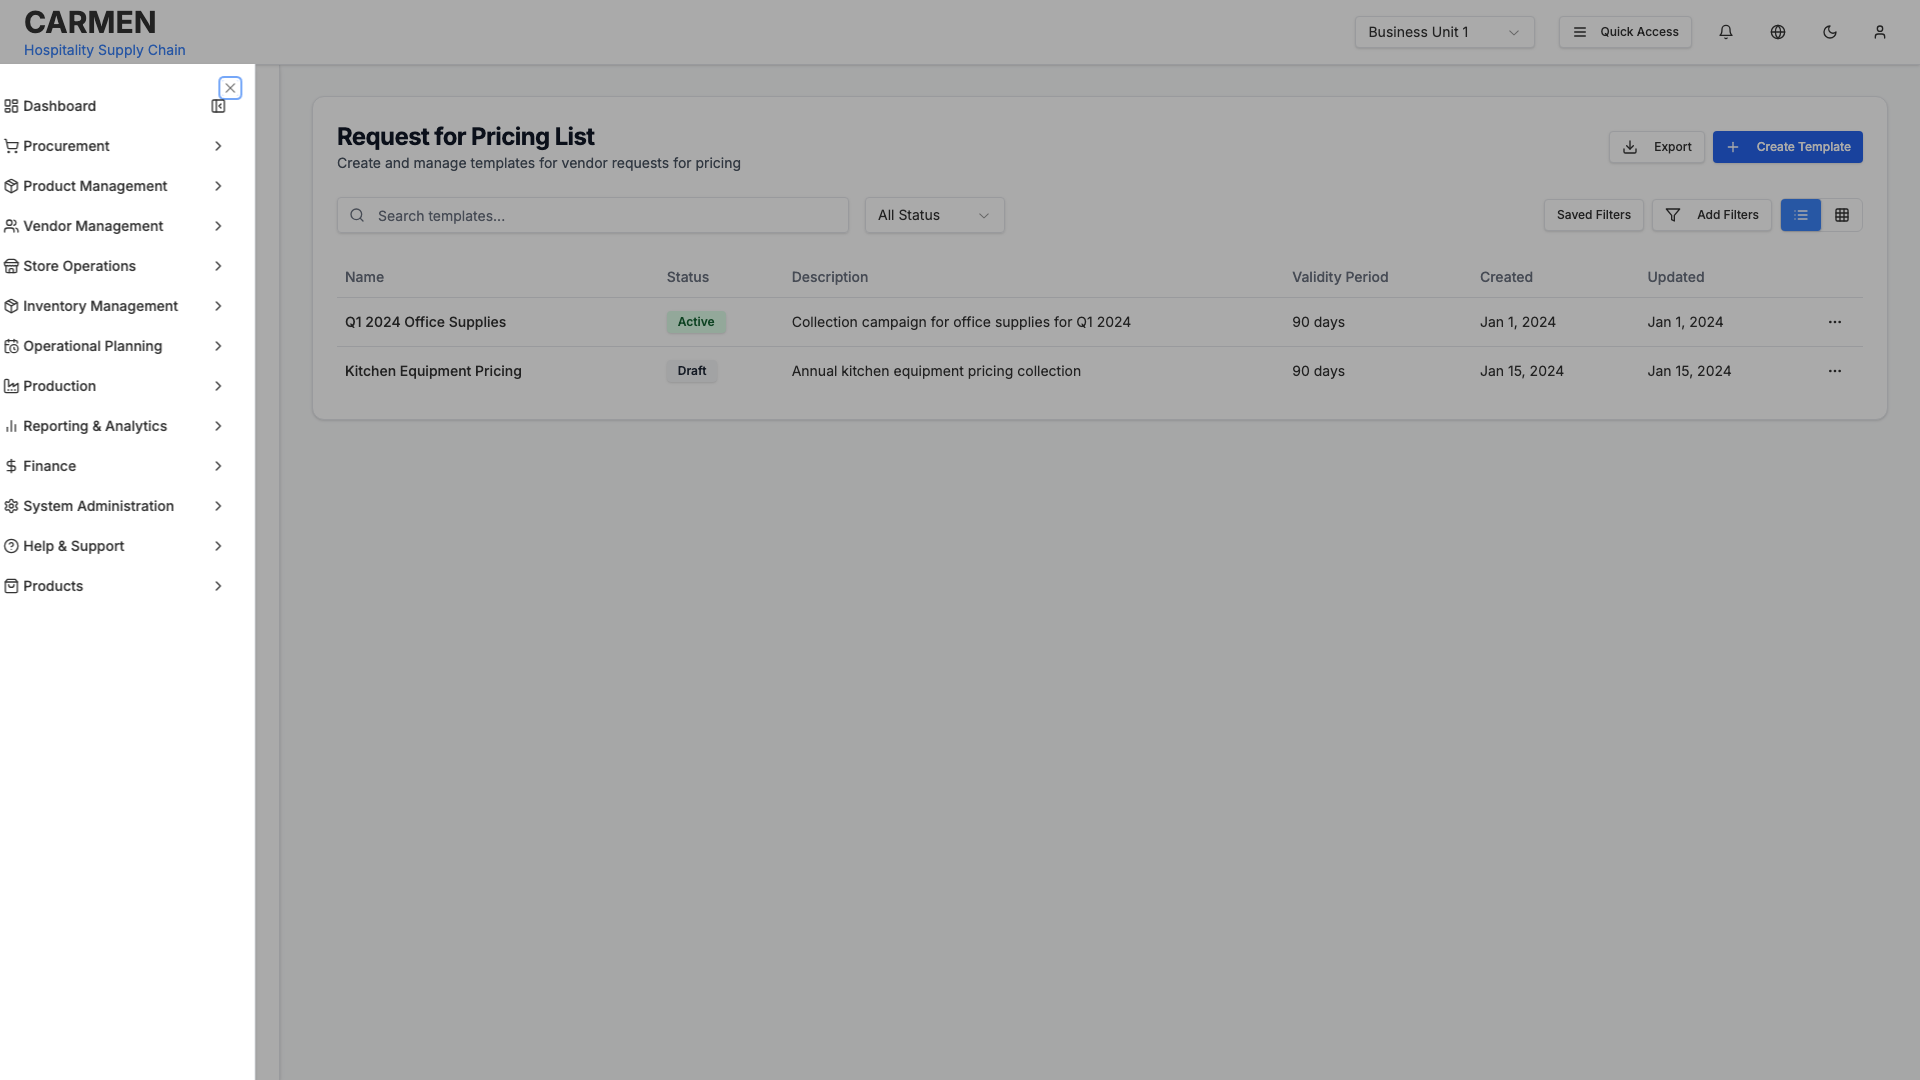 CARMEN
Hospitality Supply Chain
Business Unit 1
Quick Access
Dashboard
Procurement
Product Management
Vendor Management
Store Operations
Inventory Management
Operational Planning
Production
Reporting & Analytics
Finance
System Administration
Help & Support
Products
Request for Pricing List
Create and manage templates for vendor requests for pricing
Export
Create Template
Search templates...
All Status
Saved Filters
Add Filters
Name Status Description Validity Period Created Updated
Q1 2024 Office Supplies Active Collection campaign for office supplies for Q1 2024 90 days Jan 1, 2024 Jan 1, 2024
Kitchen Equipment Pricing Draft Annual kitchen equipment pricing collection 90 days Jan 15, 2024 Jan 15, 2024